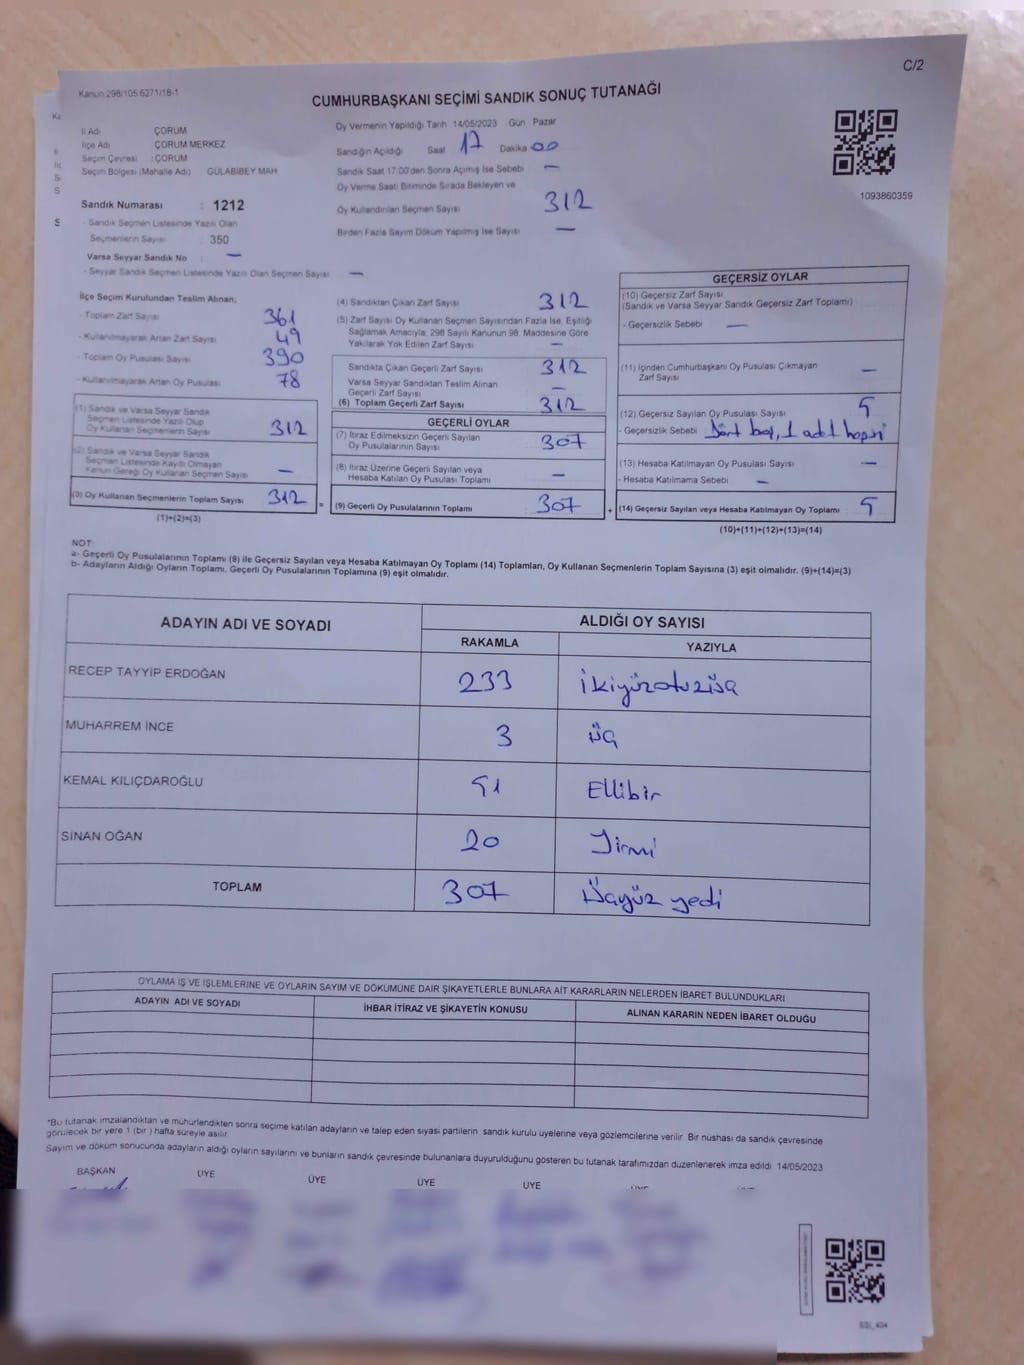 C/2
Kanun 298/105 6271/18-1
CUMHURBAŞKANI SEÇİMİ SANDIK SONUÇ TUTANAĞI
İl Adı ÇORUM
İlçe Adı ÇORUM MERKEZ
Seçim Çevresi : ÇORUM
Seçim Bölgesi (Mahalle Adı) GÜLABİBEY MAH
Sandık Numarası : 1212
- Sandık Seçmen Listesinde Yazılı Olan
Seçmenlerin Sayısı : 350
Varsa Seyyar Sandık No : —
- Seyyar Sandık Seçmen Listesinde Yazılı Olan Seçmen Sayısı : —
Oy Vermenin Yapıldığı Tarih 14/05/2023 Gün Pazar
Sandığın Açıldığı Saat 17 Dakika 00
Sandık Saat 17:00'den Sonra Açılmış İse Sebebi —
Oy Verme Saati Bitiminde Sırada Bekleyen ve
Oy Kullandırılan Seçmen Sayısı 312
Birden Fazla Sayım Döküm Yapılmış İse Sayısı —
1093860359
İlçe Seçim Kurulundan Teslim Alınan;
- Toplam Zarf Sayısı 361
- Kullanılmayarak Artan Zarf Sayısı 49
- Toplam Oy Pusulası Sayısı 390
- Kullanılmayarak Artan Oy Pusulası 78
(1) Sandık ve Varsa Seyyar Sandık
Seçmen Listesinde Yazılı Olup
Oy Kullanan Seçmenlerin Sayısı 312
(2) Sandık ve Varsa Seyyar Sandık
Seçmen Listesinde Kayıtlı Olmayan
Kanun Gereği Oy Kullanan Seçmen Sayısı —
(3) Oy Kullanan Seçmenlerin Toplam Sayısı 312
(1)+(2)=(3)
=
(4) Sandıktan Çıkan Zarf Sayısı 312
(5) Zarf Sayısı Oy Kullanan Seçmen Sayısından Fazla İse, Eşitliği
Sağlamak Amacıyla, 298 Sayılı Kanunun 98. Maddesine Göre
Yakılarak Yok Edilen Zarf Sayısı —
Sandıkta Çıkan Geçerli Zarf Sayısı 312
Varsa Seyyar Sandıktan Teslim Alınan
Geçerli Zarf Sayısı —
(6) Toplam Geçerli Zarf Sayısı 312
GEÇERLİ OYLAR
(7) İtiraz Edilmeksizin Geçerli Sayılan
Oy Pusulalarının Sayısı 307
(8) İtiraz Üzerine Geçerli Sayılan veya
Hesaba Katılan Oy Pusulası Toplamı —
(9) Geçerli Oy Pusulalarının Toplamı 307
+
GEÇERSİZ OYLAR
(10) Geçersiz Zarf Sayısı
(Sandık ve Varsa Seyyar Sandık Geçersiz Zarf Toplamı)
- Geçersizlik Sebebi —
(11) İçinden Cumhurbaşkanı Oy Pusulası Çıkmayan
Zarf Sayısı —
(12) Geçersiz Sayılan Oy Pusulası Sayısı 5
- Geçersizlik Sebebi Dört 1 adet
(13) Hesaba Katılmayan Oy Pusulası Sayısı —
- Hesaba Katılmama Sebebi —
(14) Geçersiz Sayılan veya Hesaba Katılmayan Oy Toplamı 5
(10)+(11)+(12)+(13)=(14)
NOT:
a- Geçerli Oy Pusulalarının Toplamı (9) ile Geçersiz Sayılan veya Hesaba Katılmayan Oy Toplamı (14) Toplamları, Oy Kullanan Seçmenlerin Toplam Sayısına (3) eşit olmalıdır. (9)+(14)=(3)
b- Adayların Aldığı Oyların Toplamı, Geçerli Oy Pusulalarının Toplamına (9) eşit olmalıdır.
ADAYIN ADI VE SOYADI ALDIĞI OY SAYISI
RAKAMLA YAZIYLA
RECEP TAYYİP ERDOĞAN 233 İkiyüzotuzüç
MUHARREM İNCE 3 Üç
KEMAL KILIÇDAROĞLU 51 Ellibir
SİNAN OĞAN 20 Yirmi
TOPLAM 307 Üçyüz yedi
OYLAMA İŞ VE İŞLEMLERİNE VE OYLARIN SAYIM VE DÖKÜMÜNE DAİR ŞİKAYETLERLE BUNLARA AİT KARARLARIN NELERDEN İBARET BULUNDUKLARI
ADAYIN ADI VE SOYADI İHBAR İTİRAZ VE ŞİKAYETİN KONUSU ALINAN KARARIN NEDEN İBARET OLDUĞU
*Bu tutanak imzalandıktan ve mühürlendikten sonra seçime katılan adayların ve talep eden siyasi partilerin sandık kurulu üyelerine veya gözlemcilerine verilir. Bir nüshası da sandık çevresinde
görülecek bir yere 1 (bir) hafta süreyle asılır.
Sayım ve döküm sonucunda adayların aldığı oyların sayılarını ve bunların sandık çevresinde bulunanlara duyurulduğunu gösteren bu tutanak tarafımızdan düzenlenerek imza edildi. 14/05/2023
BAŞKAN ÜYE ÜYE ÜYE ÜYE